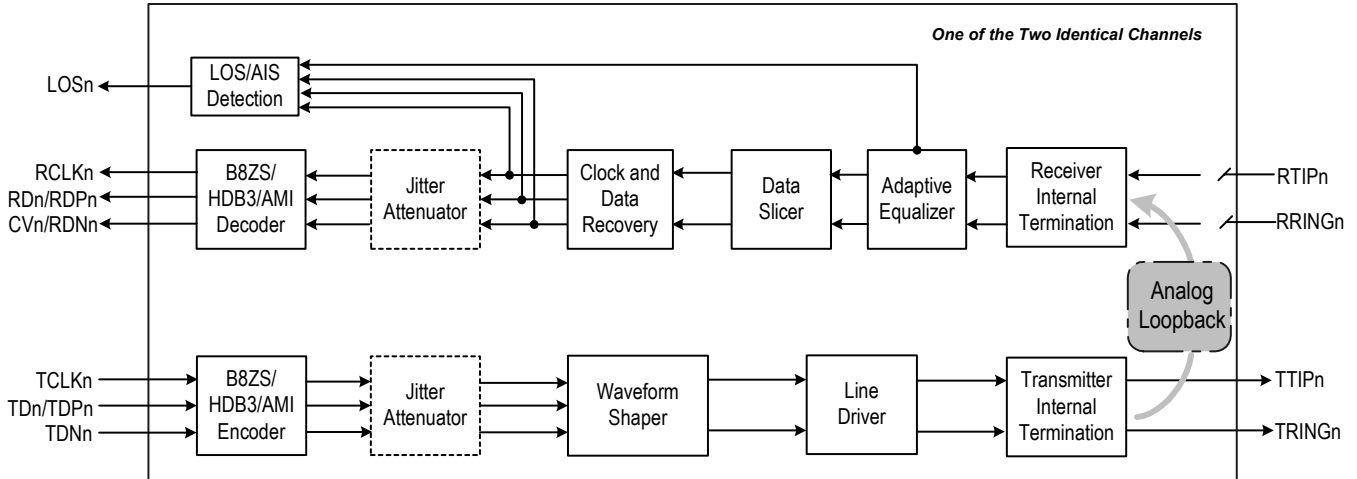 One of the Two Identical Channels
LOSn
LOS/AIS
Detection
RCLKn
RDn/RDPn
CVn/RDNn
B8ZS/
HDB3/AMI
Decoder
Jitter
Attenuator
Clock and
Data
Recovery
Data
Slicer
Adaptive
Equalizer
Receiver
Internal
Termination
RTIPn
RRINGn
Analog
Loopback
TCLKn
TDn/TDPn
TDNn
B8ZS/
HDB3/AMI
Encoder
Jitter
Attenuator
Waveform
Shaper
Line
Driver
Transmitter
Internal
Termination
TTIPn
TRINGn